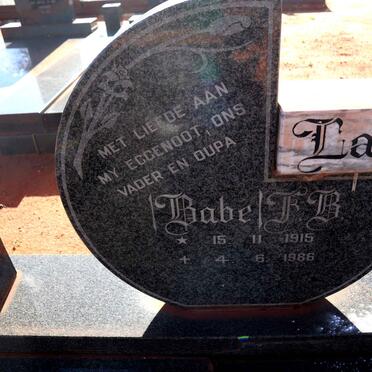 MET LIEFDE AAN
MY EGGENOOT, ONS
VADER EN OUPA
La
Babe F B
* 15 11 1915
+ 4 6 1986